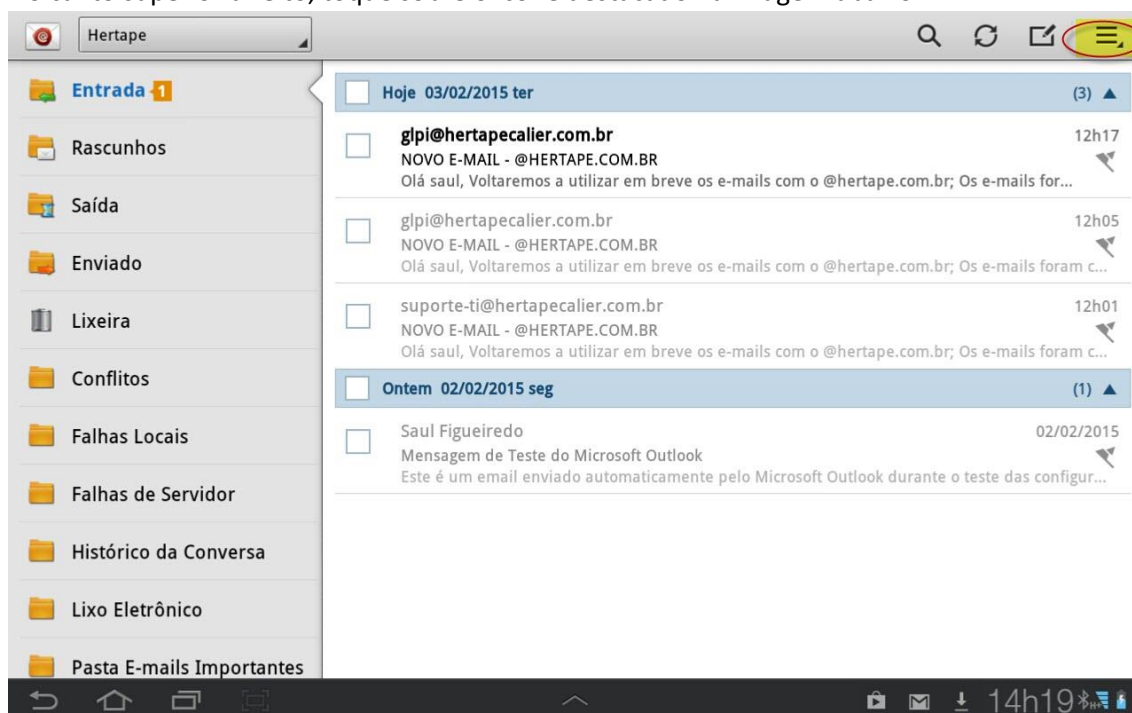 Hertape
Entrada 1
Rascunhos
Saída
Enviado
Lixeira
Conflitos
Falhas Locais
Falhas de Servidor
Histórico da Conversa
Lixo Eletrônico
Pasta E-mails Importantes
Hoje 03/02/2015 ter (3)
glpi@hertapecalier.com.br 12h17
NOVO E-MAIL - @HERTAPE.COM.BR
Olá saul, Voltaremos a utilizar em breve os e-mails com o @hertape.com.br; Os e-mails for...
glpi@hertapecalier.com.br 12h05
NOVO E-MAIL - @HERTAPE.COM.BR
Olá saul, Voltaremos a utilizar em breve os e-mails com o @hertape.com.br; Os e-mails foram c...
suporte-ti@hertapecalier.com.br 12h01
NOVO E-MAIL - @HERTAPE.COM.BR
Olá saul, Voltaremos a utilizar em breve os e-mails com o @hertape.com.br; Os e-mails foram c...
Ontem 02/02/2015 seg (1)
Saul Figueiredo 02/02/2015
Mensagem de Teste do Microsoft Outlook
Este é um email enviado automaticamente pelo Microsoft Outlook durante o teste das configur...
14h19